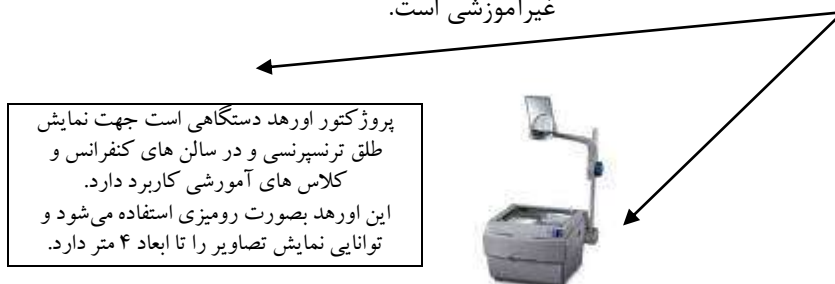 غیرآموزشی است.
پروژکتور اورهد دستگاهی است جهت نمایش
طلق ترنسپرنسی و در سالن های کنفرانس و
کلاس های آمورشی کاربرد دارد.
این اورهد بصورت رومیزی استفاده می‌شود و
توانایی نمایش تصاویر را تا ابعاد ۴ متر دارد.